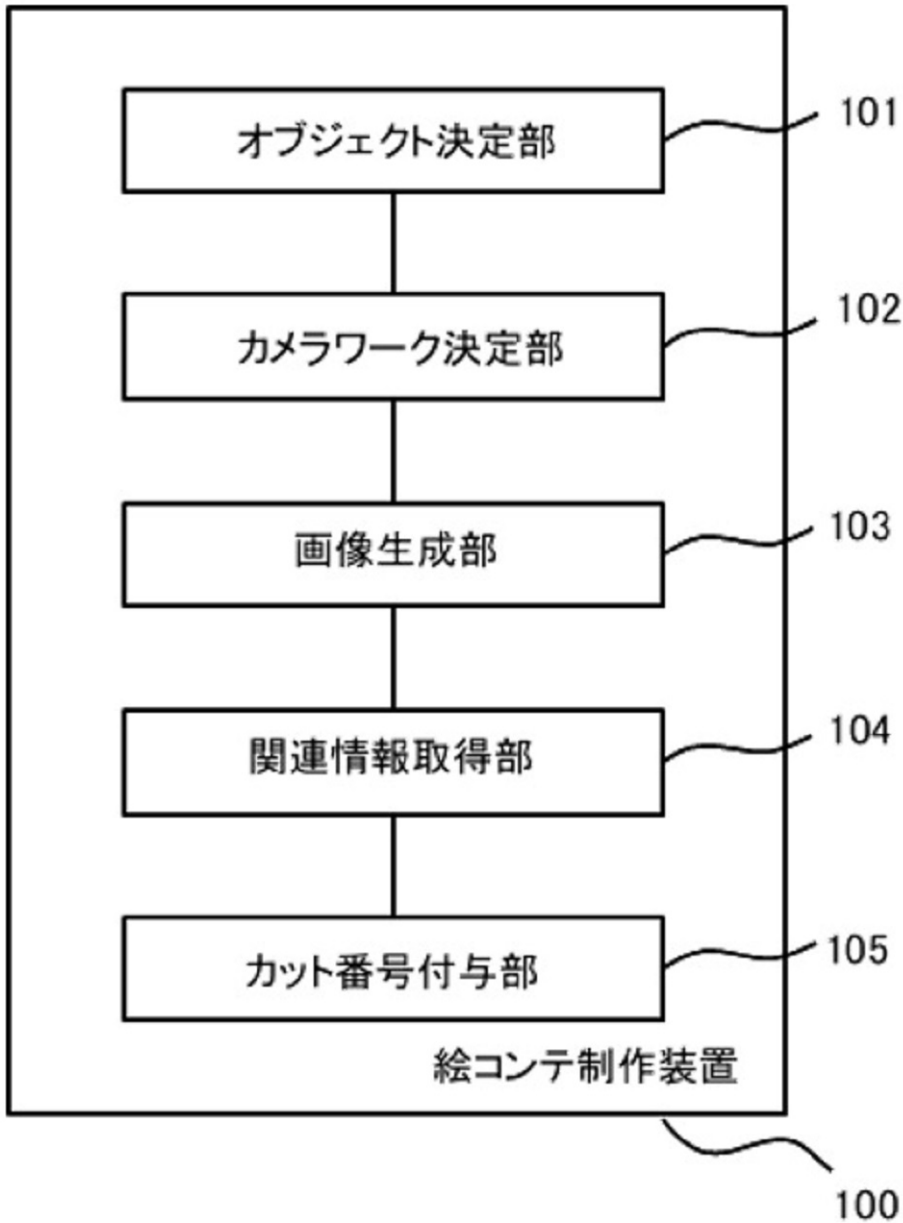 オブジェクト決定部
101
カメラワーク決定部
102
画像生成部
103
関連情報取得部
104
カット番号付与部
105
絵コンテ制作装置
100